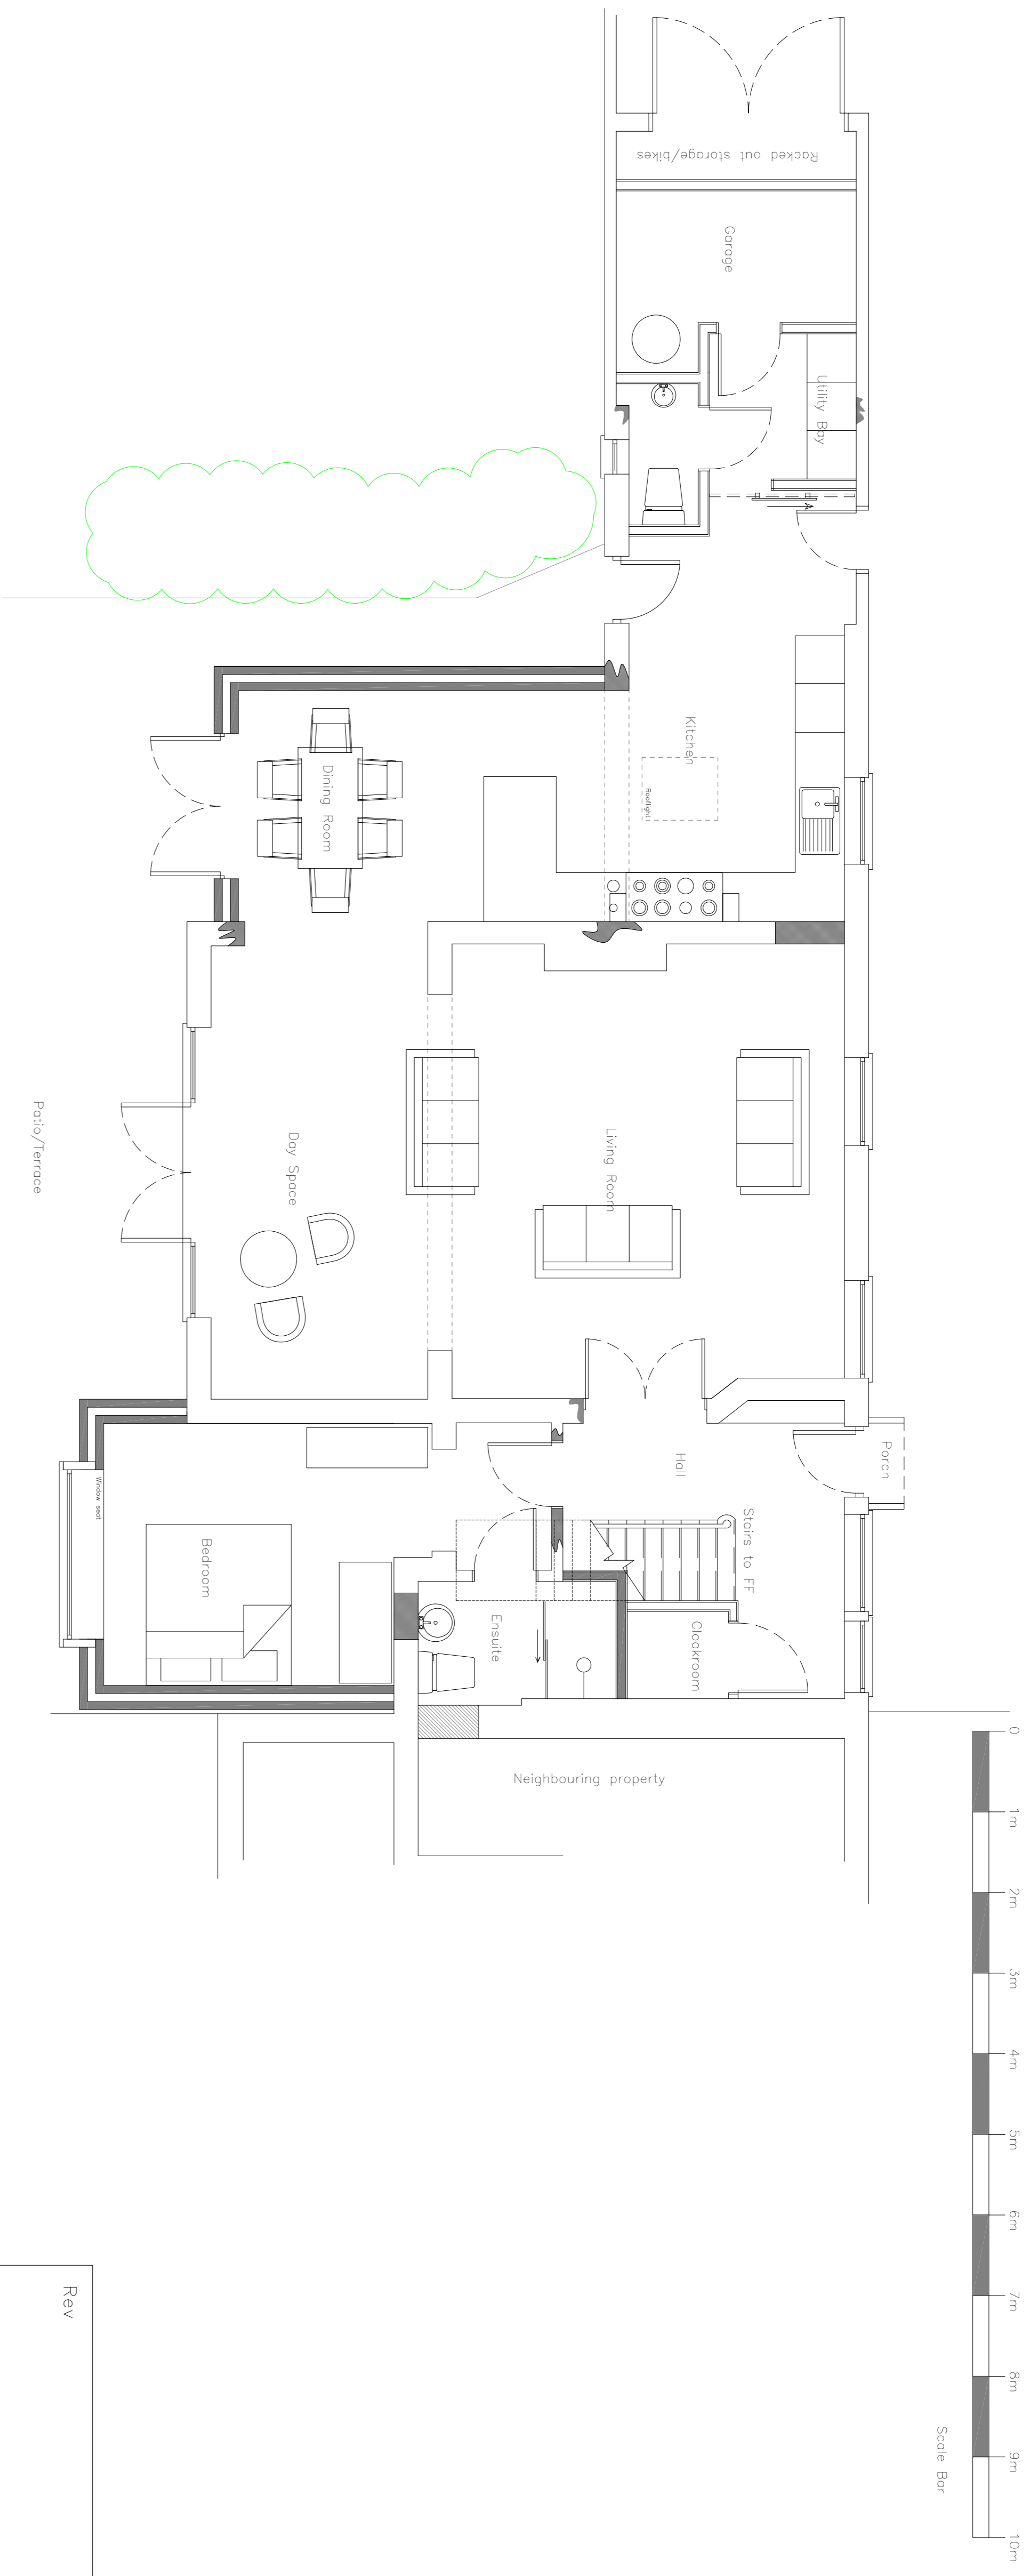 Racked out storage/bikes
Garage
Utility Bay
Kitchen
Rooflight
Dining Room
Living Room
Day Space
Patio/Terrace
Porch
Hall
Stairs to FF
Cloakroom
Ensuite
Bedroom
Window seat
Neighbouring property
0
1m
2m
3m
4m
5m
6m
7m
8m
9m
10m
Scale Bar
Rev